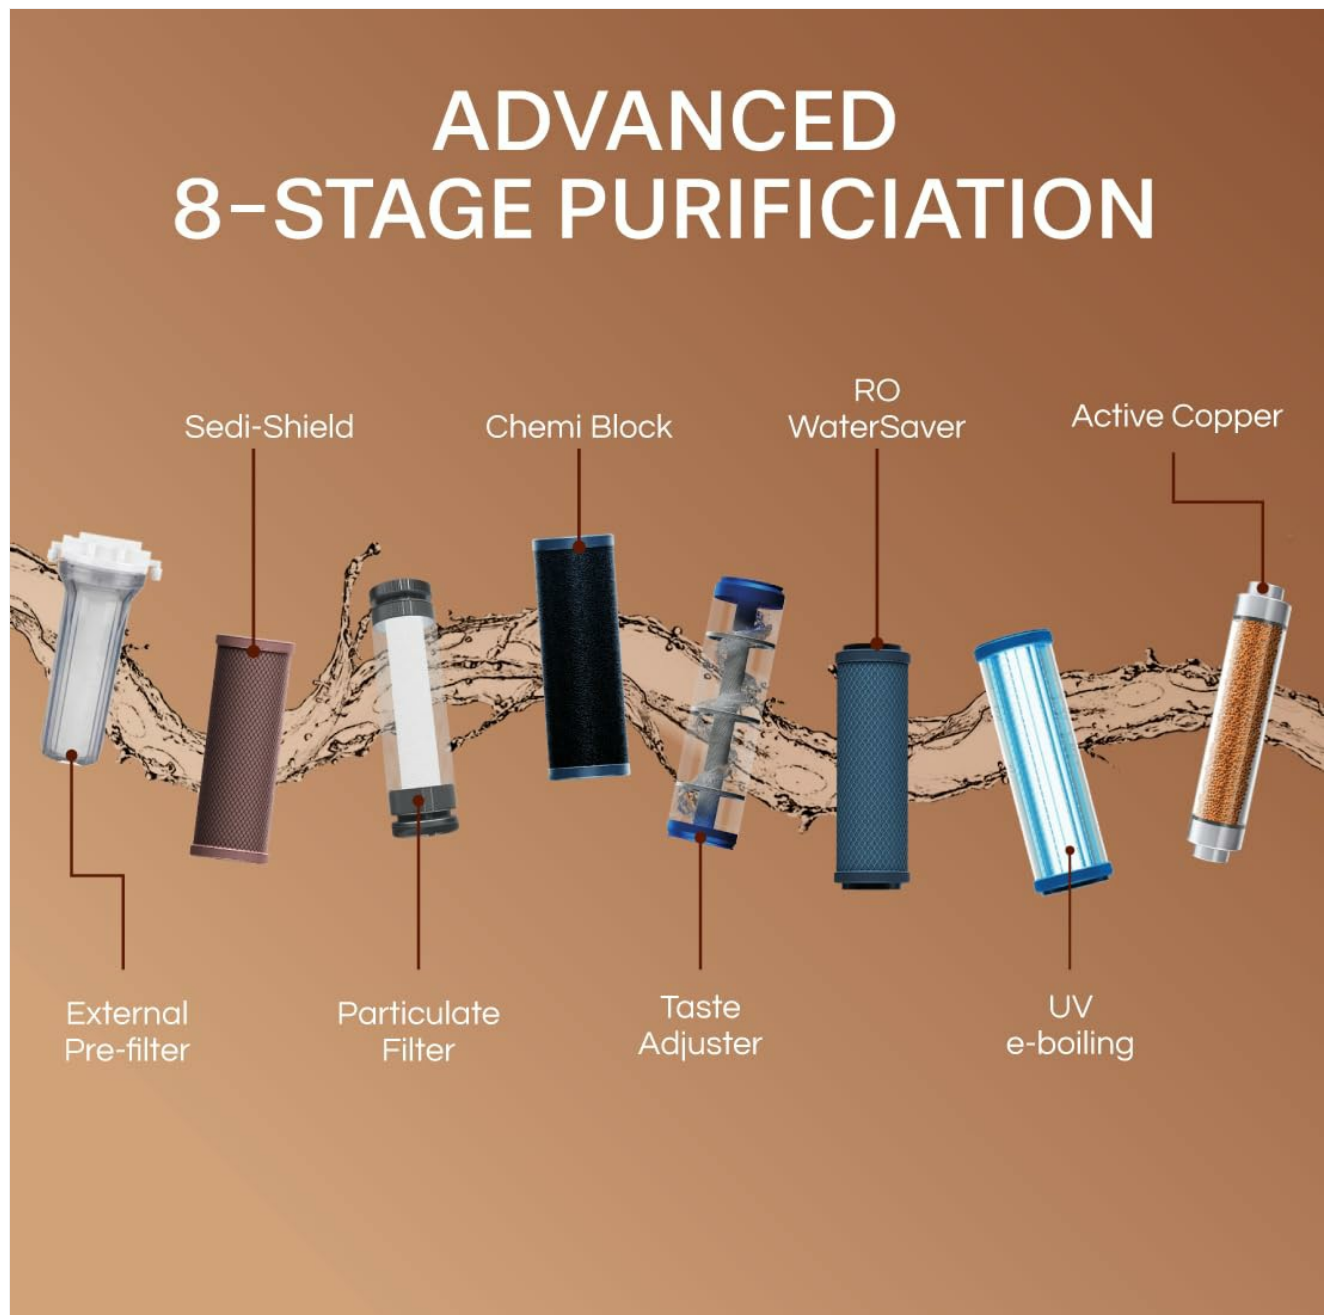 ADVANCED
8-STAGE PURIFICIATION
RO
Sedi-Shield
Chemi Block
WaterSaver
Active Copper
External
Pre-filter
Particulate
Filter
Taste
Adjuster
UV
e-boiling